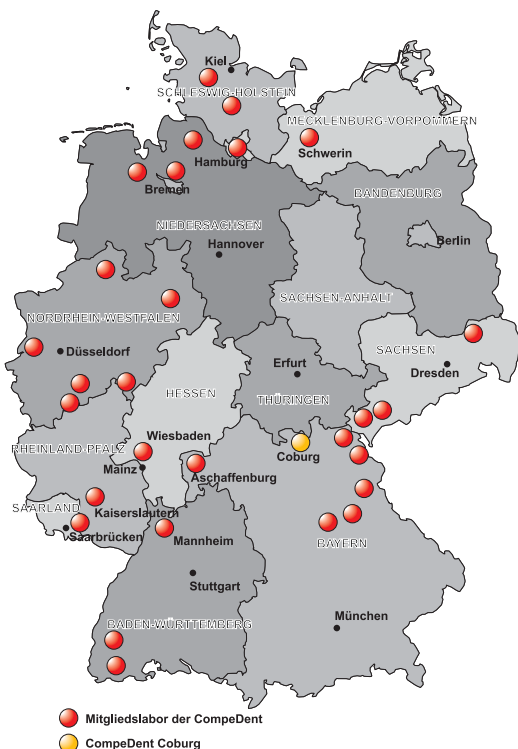 Kiel
SCHLESWIG-HOLSTEIN
MECKLENBURG-VORPOMMERN
Hamburg
Schwerin
Bremen
BANDENBURG
NIEDERSACHSEN
Berlin
Hannover
SACHSEN-ANHALT
NORDRHEIN-WESTFALEN
Düsseldorf
SACHSEN
Erfurt
Dresden
HESSEN
THÜRINGEN
Wiesbaden
RHEINLAND-PFALZ
Coburg
Mainz
Aschaffenburg
SAARLAND
Kaiserslautern
Saarbrücken
Mannheim
BAYERN
Stuttgart
München
BADEN-WÜRTTEMBERG
Mitgliedslabor der CompeDent
CompeDent Coburg